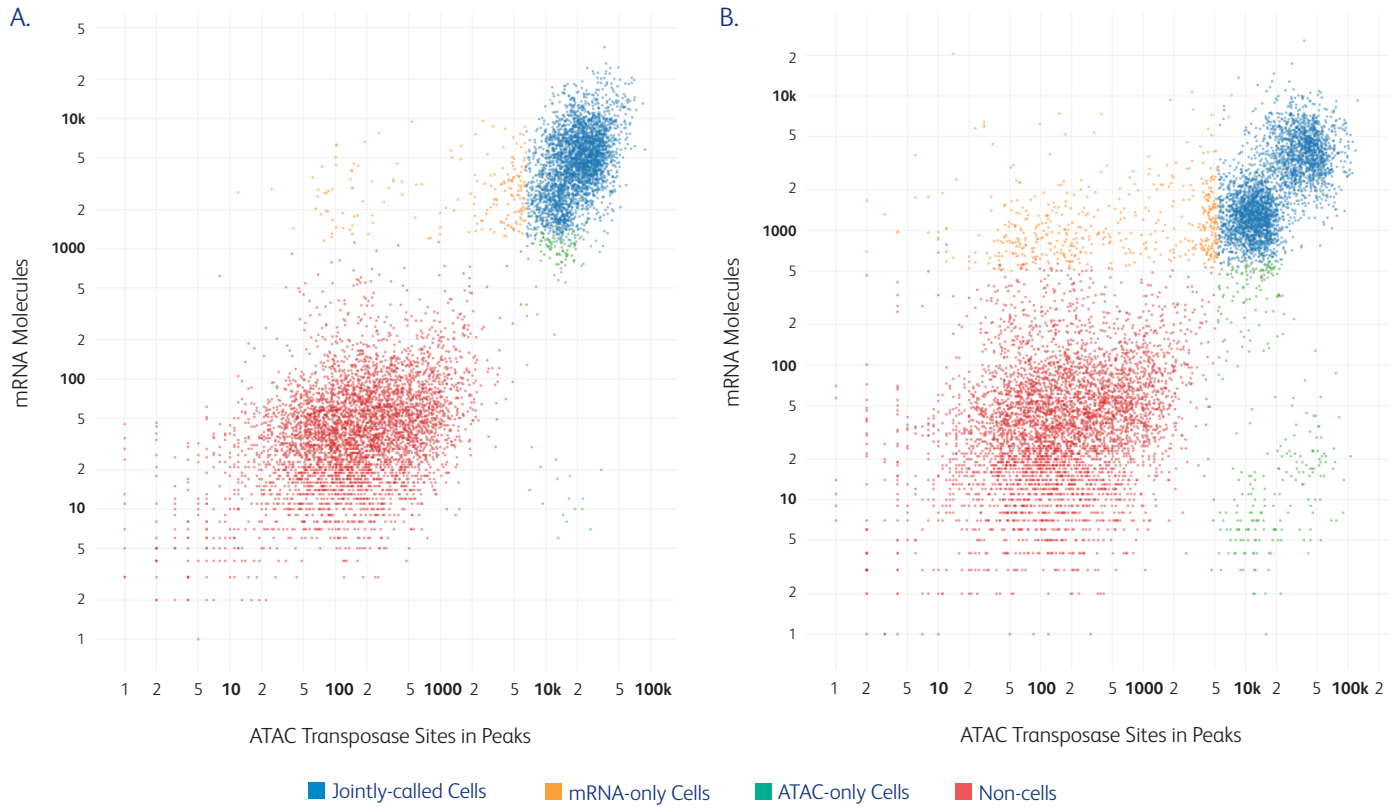 A.
B.
5
2
10k
5
2
1000
5
2
100
5
2
10
5
2
1
mRNA Molecules
1 2 5 10 2 5 100 2 5 1000 2 5 10k 2 5 100k
ATAC Transposase Sites in Peaks
2
10k
5
2
1000
5
2
100
5
2
10
5
2
1
mRNA Molecules
1 2 5 10 2 5 100 2 5 1000 2 5 10k 2 5 100k 2
ATAC Transposase Sites in Peaks
Jointly-called Cells mRNA-only Cells ATAC-only Cells Non-cells